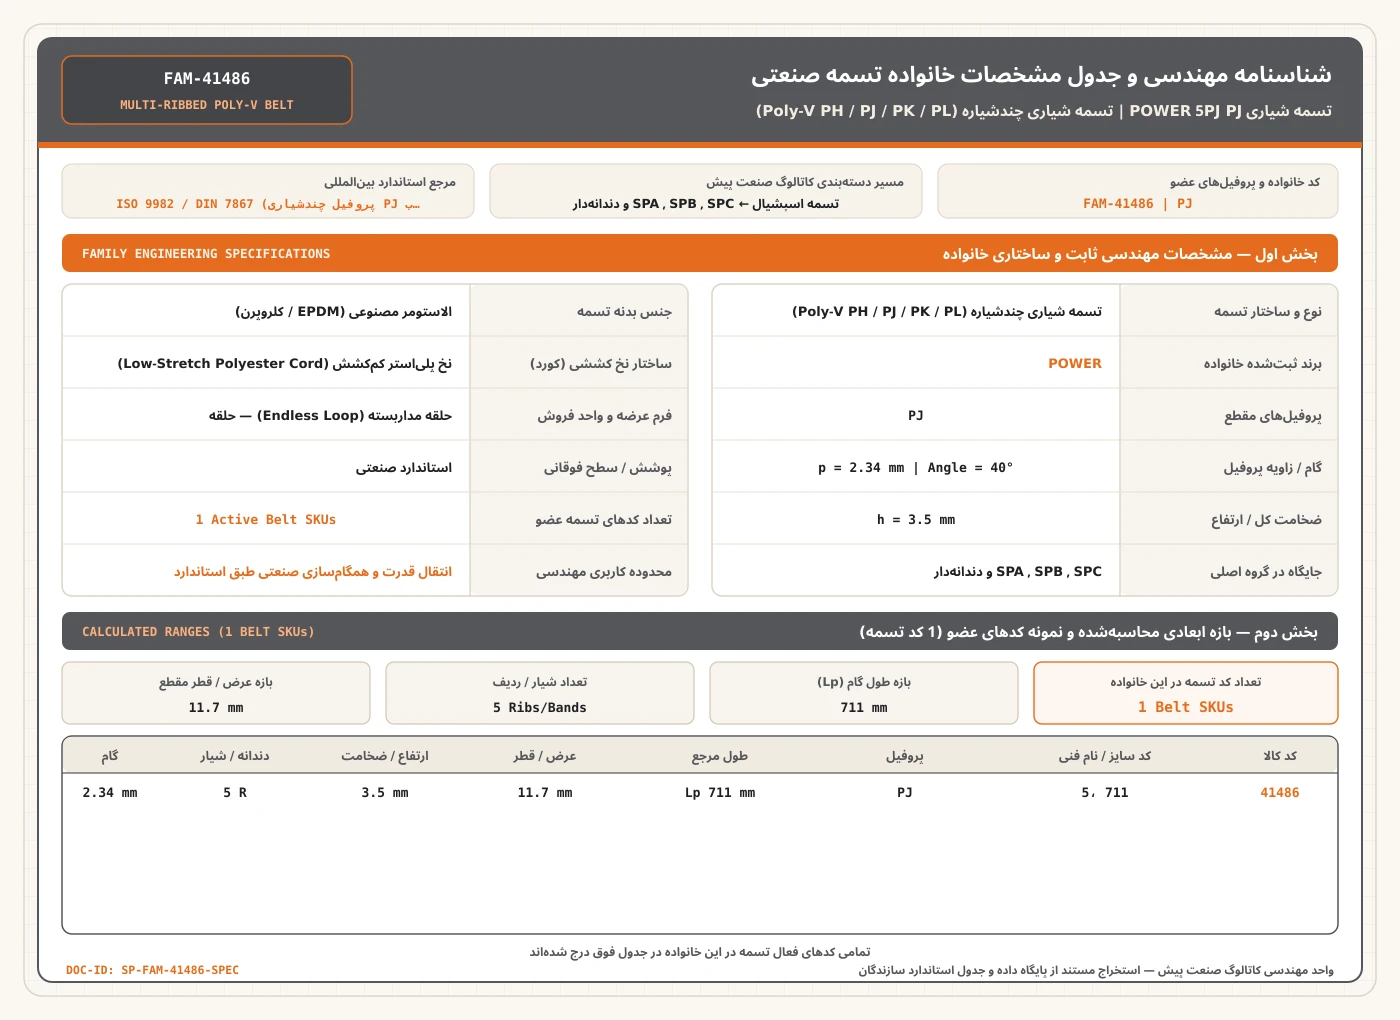 شناسنامه مهندسی و جدول مشخصات خانواده تسمه صنعتی
تسمه شیاری POWER 5PJ PJ | تسمه شیاری چندشیاره (Poly-V PH / PJ / PK / PL)
FAM-41486
MULTI-RIBBED POLY-V BELT
کد خانواده و پروفیل‌های عضو
FAM-41486 | PJ
مسیر دسته‌بندی کاتالوگ صنعت پیش
تسمه اسپشیال ← SPA , SPB , SPC و دندانه‌دار
مرجع استاندارد بین‌المللی
ISO 9982 / DIN 7867 (پروفیل چندشیاری PJ ب…
بخش اول — مشخصات مهندسی ثابت و ساختاری خانواده
FAMILY ENGINEERING SPECIFICATIONS
نوع و ساختار تسمه
تسمه شیاری چندشیاره (Poly-V PH / PJ / PK / PL)
برند ثبت‌شده خانواده
POWER
پروفیل‌های مقطع
PJ
گام / زاویه پروفیل
p = 2.34 mm | Angle = 40°
ضخامت کل / ارتفاع
h = 3.5 mm
جایگاه در گروه اصلی
SPA , SPB , SPC و دندانه‌دار
جنس بدنه تسمه
الاستومر مصنوعی (EPDM / کلروپرن)
ساختار نخ کششی (کورد)
نخ پلی‌استر کم‌کشش (Low-Stretch Polyester Cord)
فرم عرضه و واحد فروش
حلقه مداربسته (Endless Loop) — حلقه
پوشش / سطح فوقانی
استاندارد صنعتی
تعداد کدهای تسمه عضو
1 Active Belt SKUs
محدوده کاربری مهندسی
انتقال قدرت و همگام‌سازی صنعتی طبق استاندارد
بخش دوم — بازه ابعادی محاسبه‌شده و نمونه کدهای عضو (1 کد تسمه)
CALCULATED RANGES (1 BELT SKUs)
تعداد کد تسمه در این خانواده
1 Belt SKUs
بازه طول گام (Lp)
711 mm
تعداد شیار / ردیف
5 Ribs/Bands
بازه عرض / قطر مقطع
11.7 mm
کد کالا	کد سایز / نام فنی	پروفیل	طول مرجع	عرض / قطر	ارتفاع / ضخامت	دندانه / شیار	گام
41486	5، 711	PJ	Lp 711 mm	11.7 mm	3.5 mm	5 R	2.34 mm
تمامی کدهای فعال تسمه در این خانواده در جدول فوق درج شده‌اند
واحد مهندسی کاتالوگ صنعت پیش — استخراج مستند از پایگاه داده و جدول استاندارد سازندگان
DOC-ID: SP-FAM-41486-SPEC